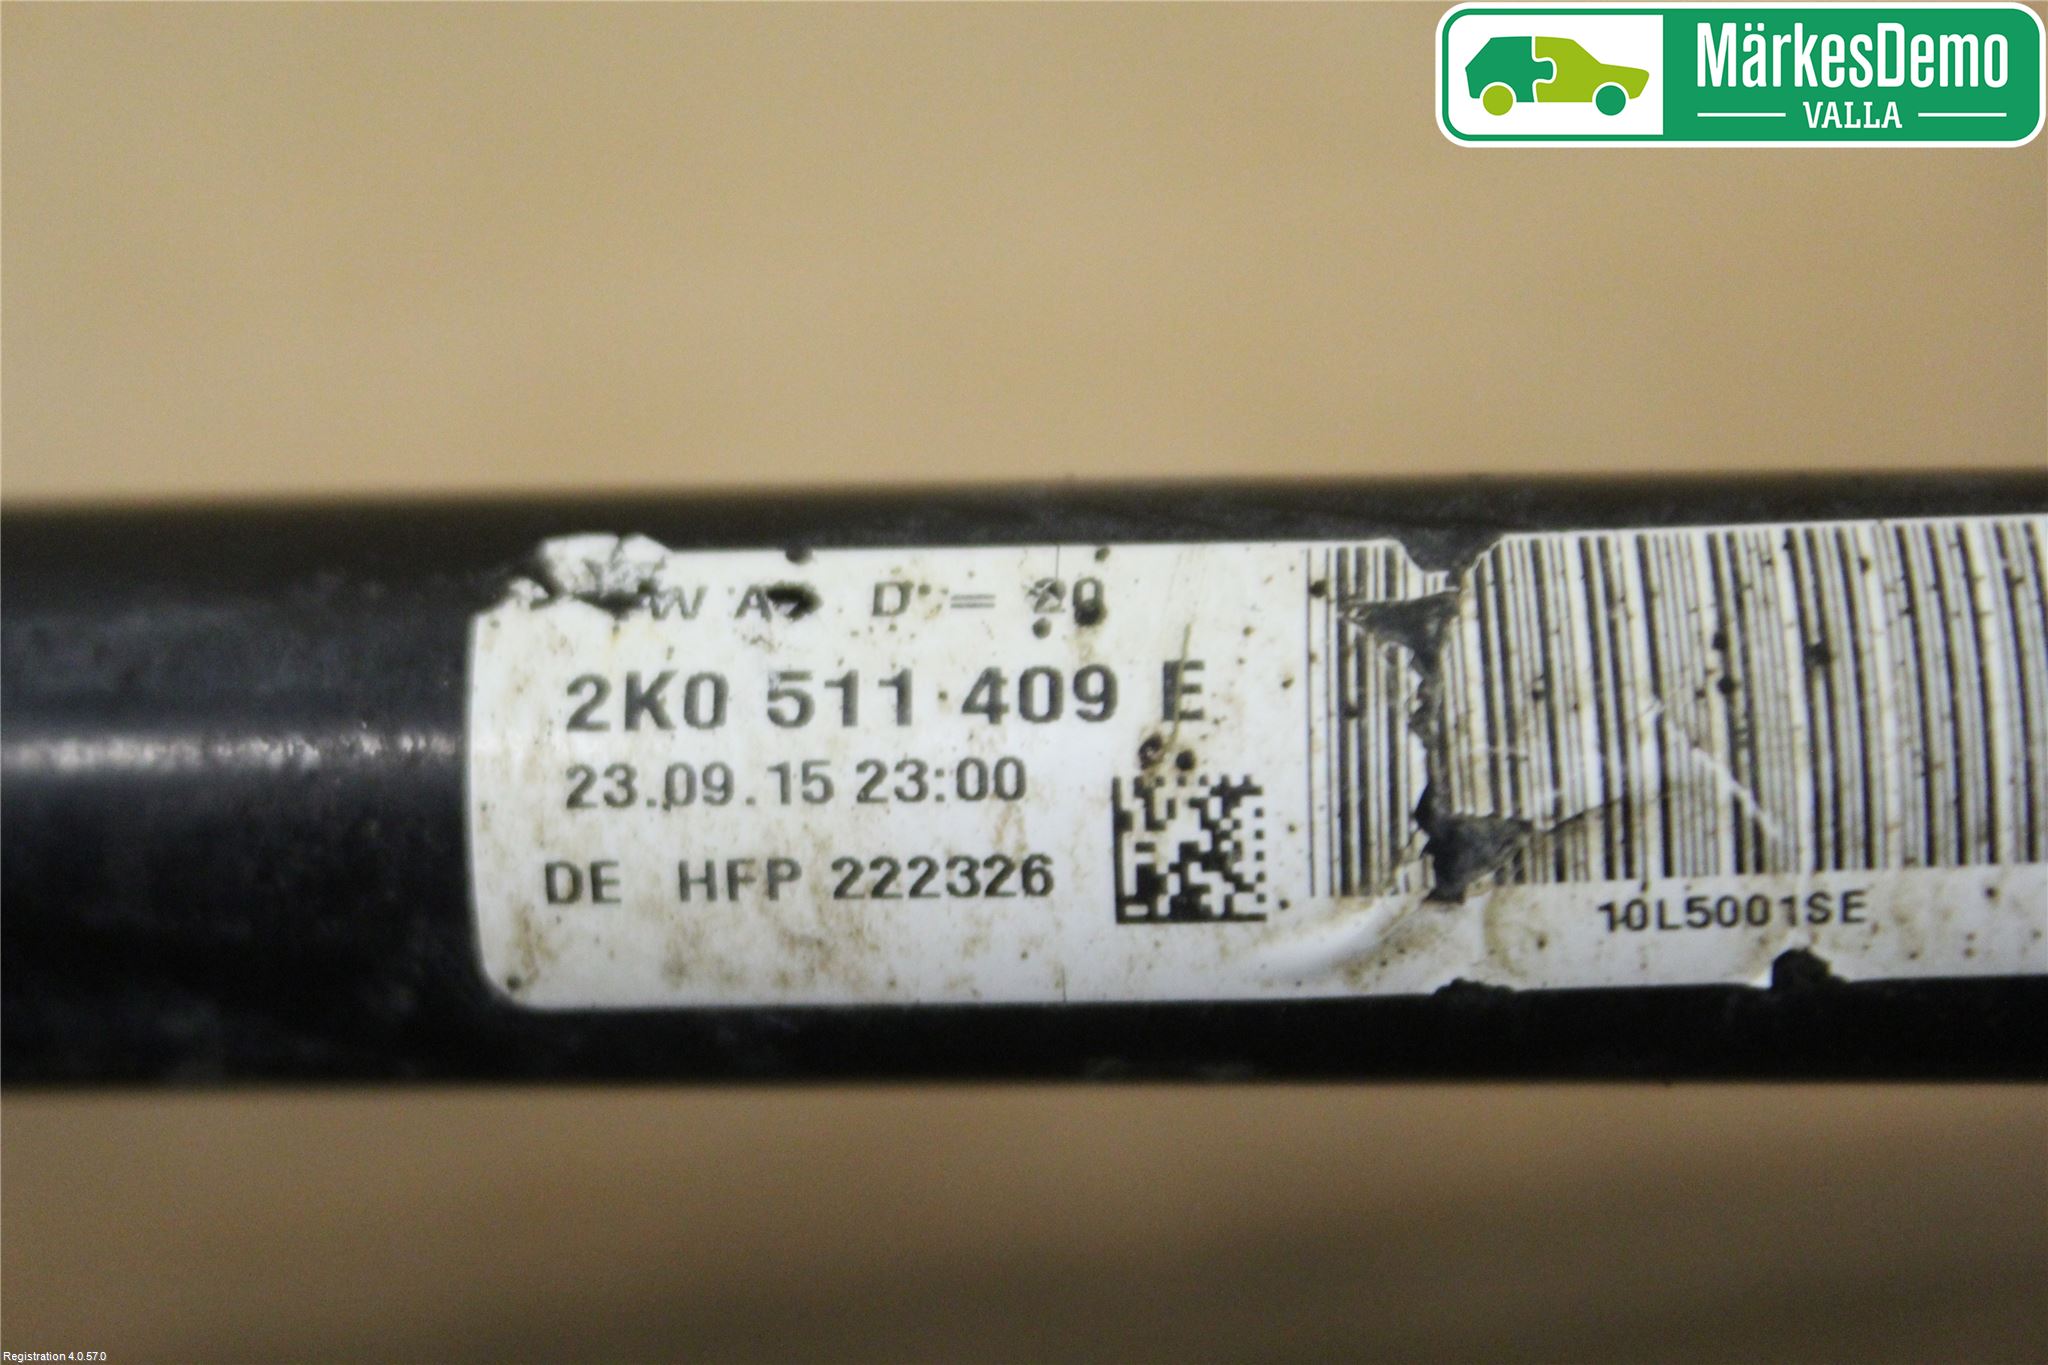 MärkesDemo
VALLA
D = 20
2K0 511 409 E
23.09.15 23:00
DE HFP 222326
10L5001SE
Registration 4.0.57.0